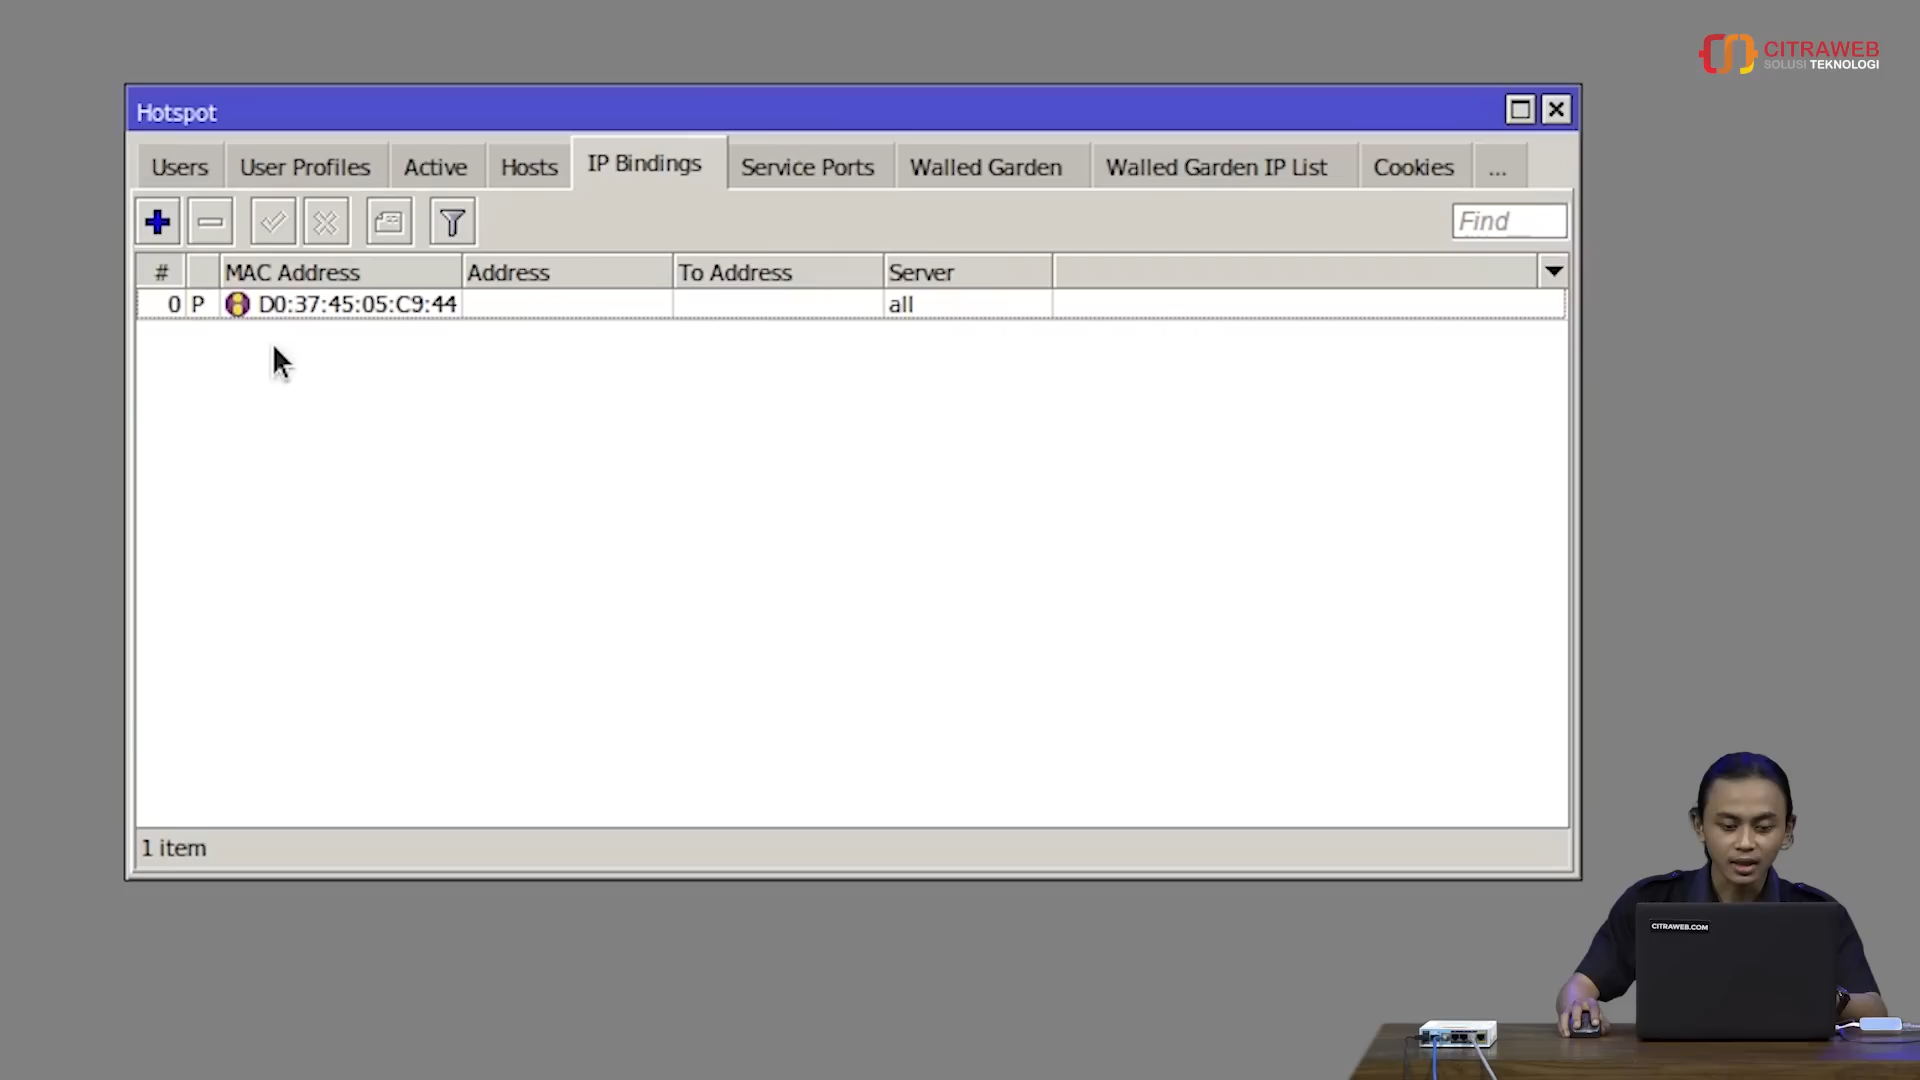 CITRAWEB
SOLUSI TEKNOLOGI
Hotspot
Users User Profiles Active Hosts IP Bindings Service Ports Walled Garden Walled Garden IP List Cookies ...
Find
# MAC Address Address To Address Server
0 P D0:37:45:05:C9:44 all
1 item
CITRAWEB.COM